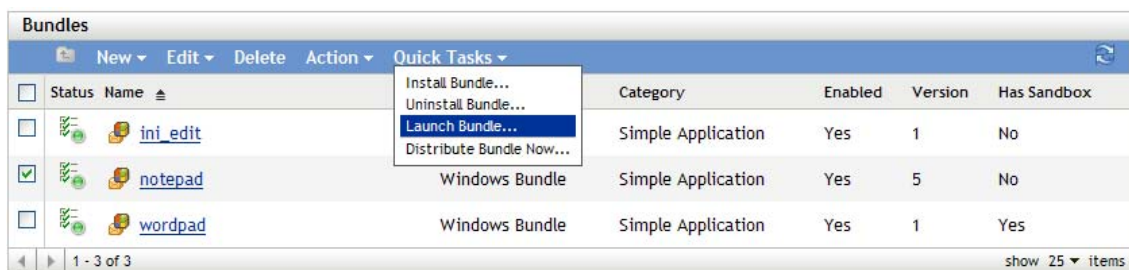 Bundles
New Edit Delete Action Quick Tasks
Install Bundle...
Uninstall Bundle...
Launch Bundle...
Distribute Bundle Now...
Status Name Category Enabled Version Has Sandbox
ini_edit Simple Application Yes 1 No
notepad Windows Bundle Simple Application Yes 5 No
wordpad Windows Bundle Simple Application Yes 1 Yes
1 - 3 of 3 show 25 items